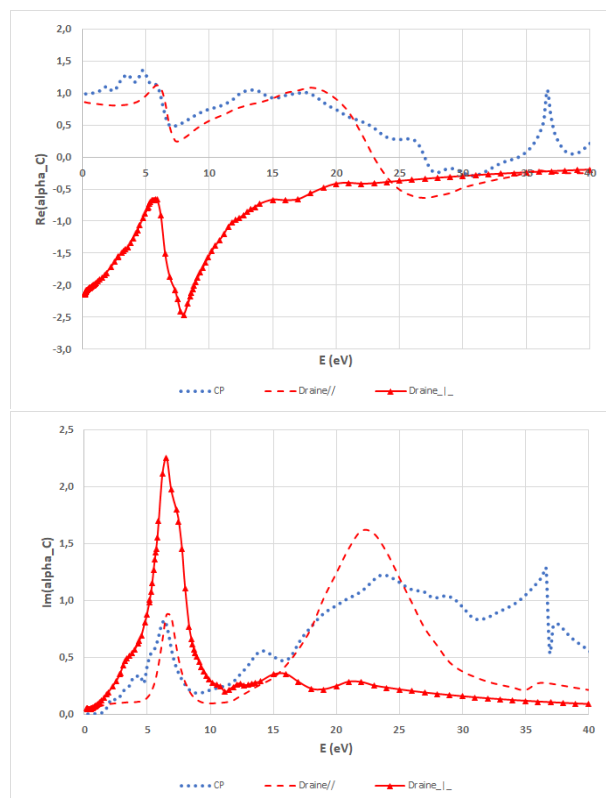 2,0
1,5
1,0
0,5
0,0
-0,5
-1,0
-1,5
-2,0
-2,5
-3,0
Re(alpha_C)
0 5 10 15 20 25 30 35 40
E (eV)
CP Draine// Draine_|_
2,5
2,0
1,5
1,0
0,5
0,0
Im(alpha_C)
0 5 10 15 20 25 30 35 40
E (eV)
CP Draine// Draine_|_